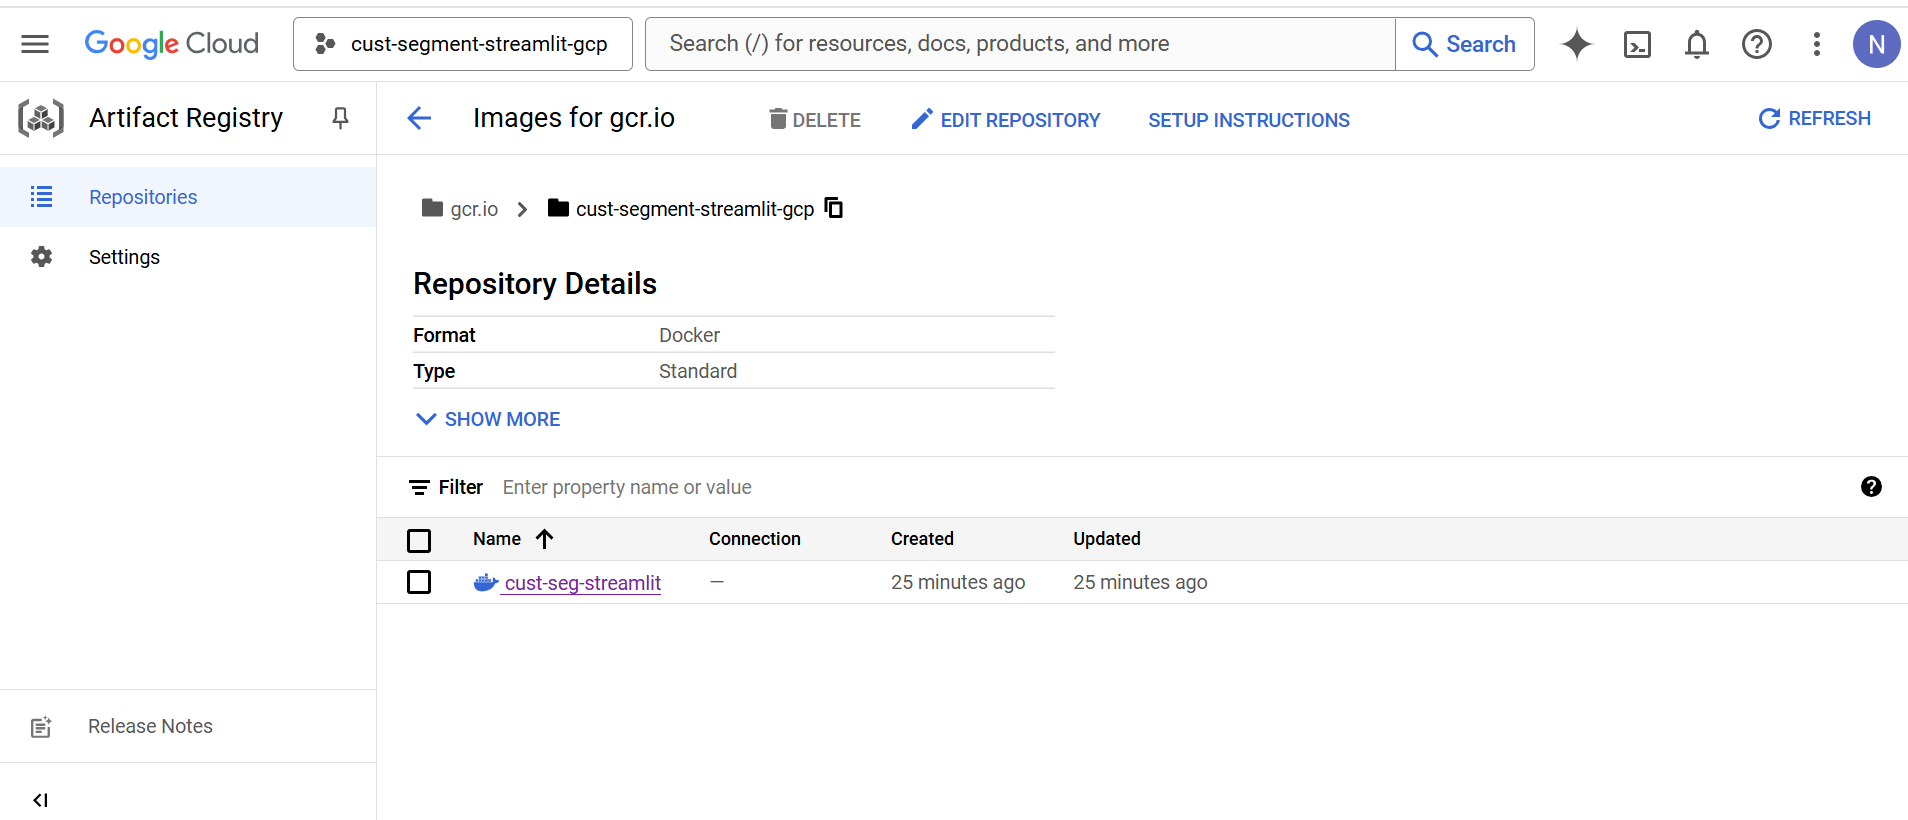 Google Cloud
cust-segment-streamlit-gcp
Search (/) for resources, docs, products, and more
Search
N
Artifact Registry
Images for gcr.io
DELETE
EDIT REPOSITORY
SETUP INSTRUCTIONS
REFRESH
Repositories
Settings
gcr.io
cust-segment-streamlit-gcp
Repository Details
Format Docker
Type Standard
SHOW MORE
Filter Enter property name or value
Name Connection Created Updated
cust-seg-streamlit — 25 minutes ago 25 minutes ago
Release Notes